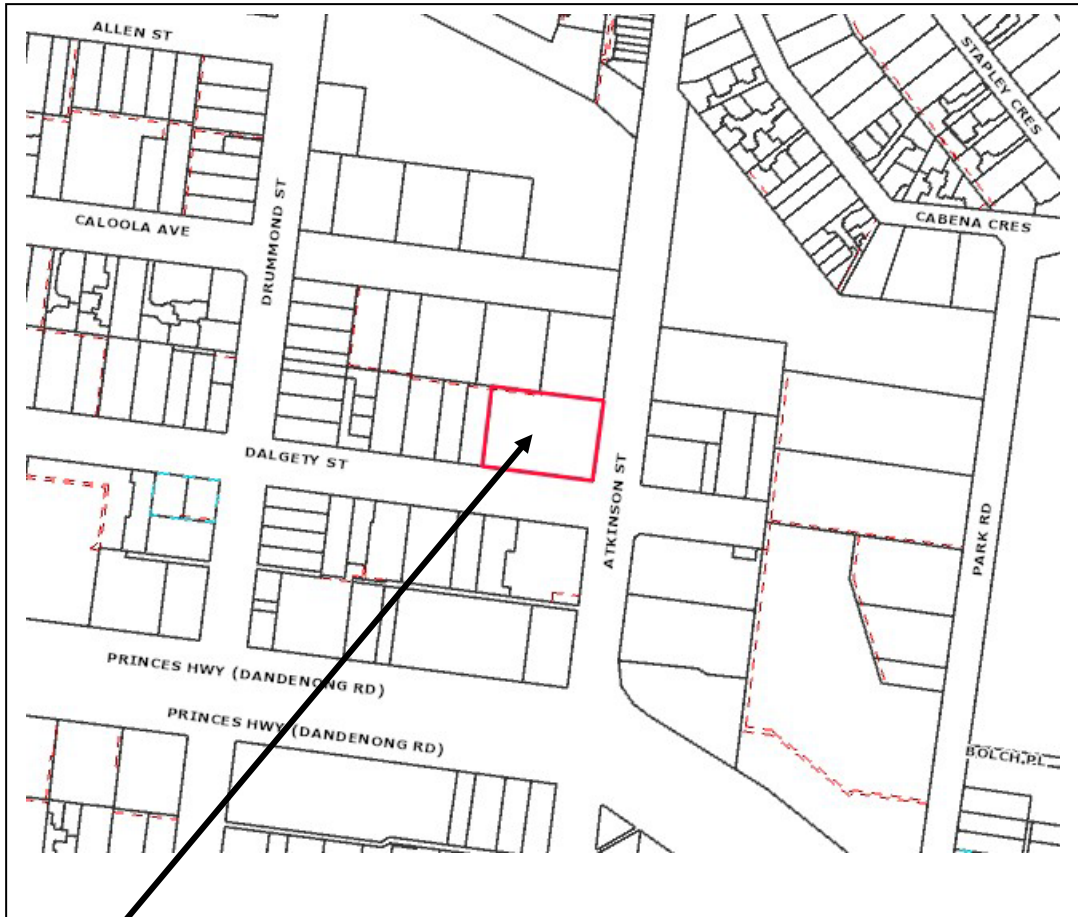 ALLEN ST
STAPLEY CRES
CALOOLA AVE
DRUMMOND ST
CABENA CRES
DALGETY ST
ATKINSON ST
PARK RD
PRINCES HWY (DANDENONG RD)
PRINCES HWY (DANDENONG RD)
BOLCH PL